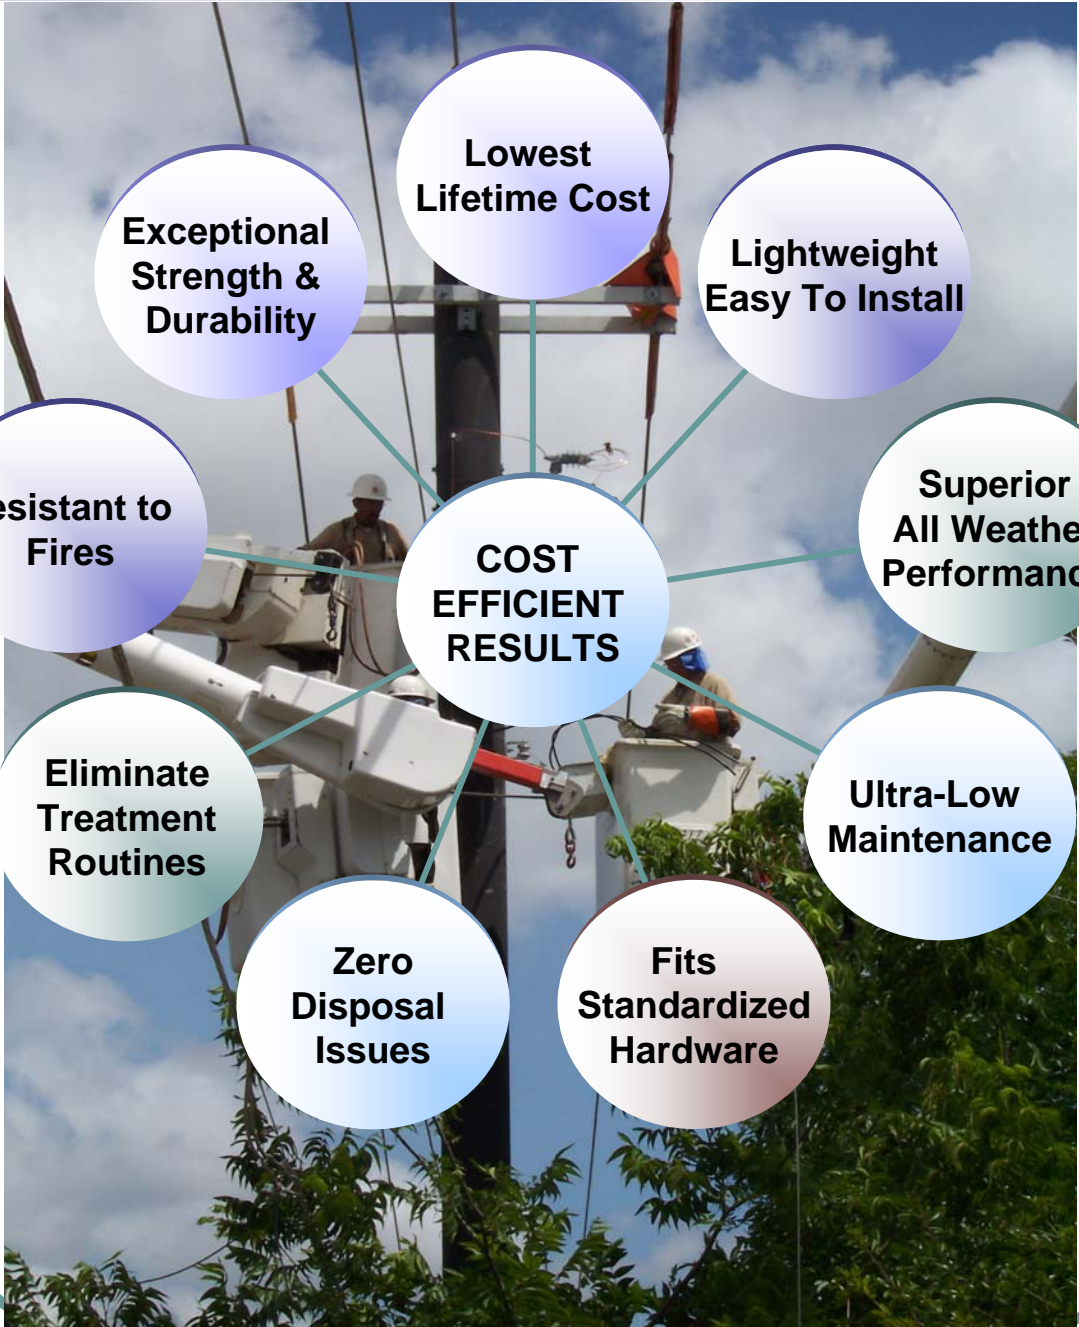 Lowest
Lifetime Cost
Exceptional
Strength &
Durability
Lightweight
Easy To Install
esistant to
Fires
Superior
All Weathe
Performanc
COST
EFFICIENT
RESULTS
Eliminate
Treatment
Routines
Ultra-Low
Maintenance
Zero
Disposal
Issues
Fits
Standardized
Hardware